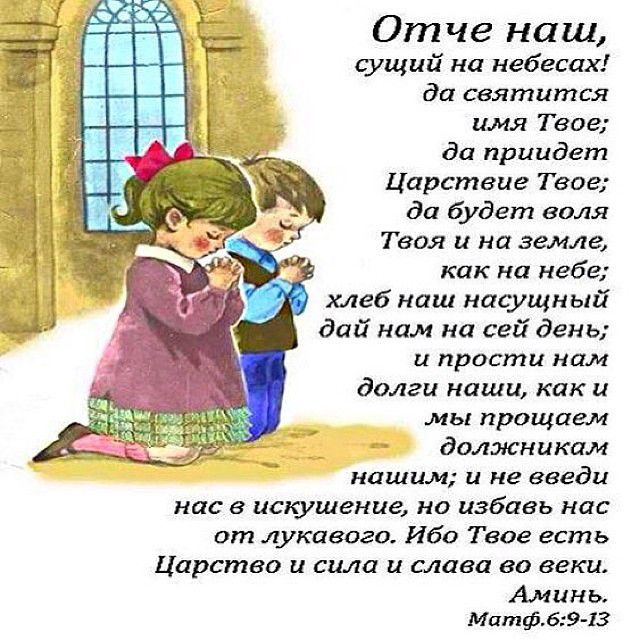 Отче наш,
сущий на небесах!
да святится
имя Твое;
да приидет
Царствие Твое;
да будет воля
Твоя и на земле,
как на небе;
хлеб наш насущный
дай нам на сей день;
и прости нам
долги наши, как и
мы прощаем
должникам
нашим; и не введи
нас в искушение, но избавь нас
от лукавого. Ибо Твое есть
Царство и сила и слава во веки.
Аминь.
Матф.6:9-13